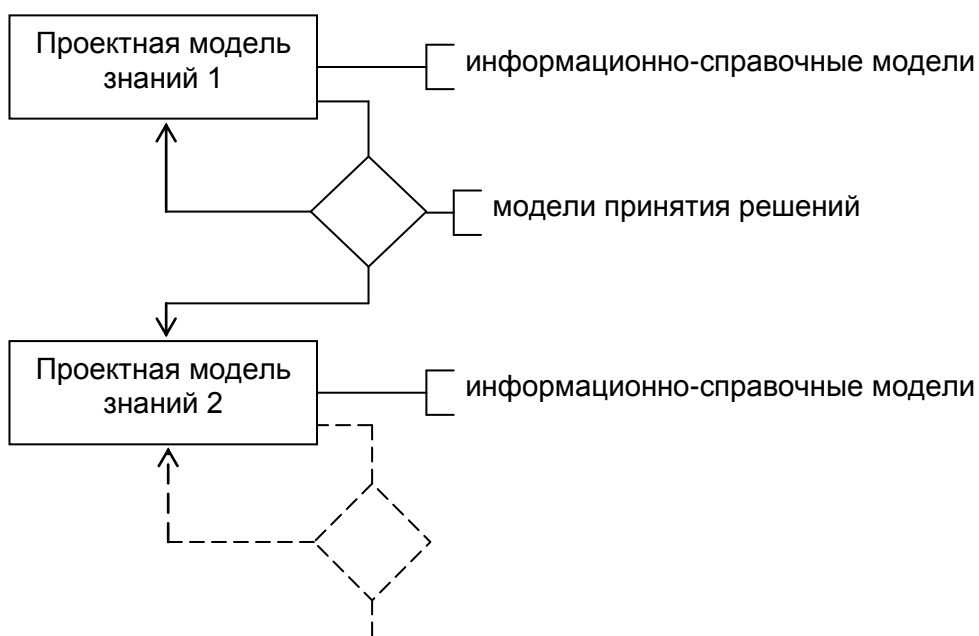 Проектная модель
знаний 1
информационно-справочные модели
модели принятия решений
Проектная модель
знаний 2
информационно-справочные модели